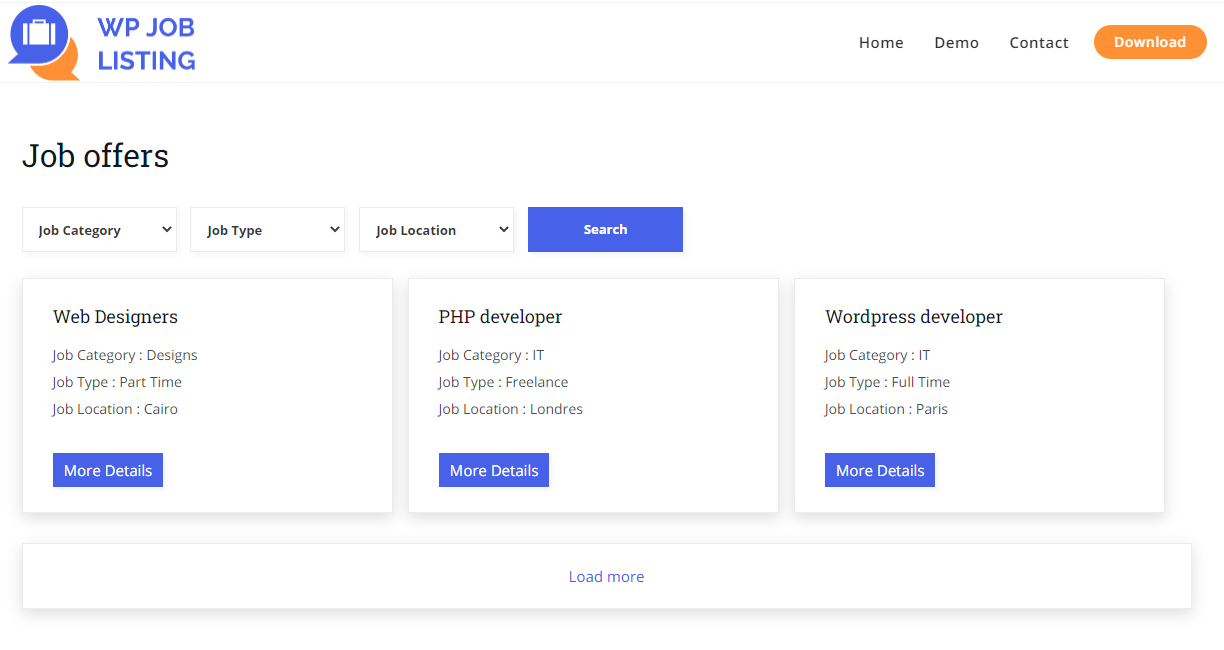 WP JOB
LISTING
Home Demo Contact Download
Job offers
Job Category Job Type Job Location Search
Web Designers
Job Category : Designs
Job Type : Part Time
Job Location : Cairo
More Details
PHP developer
Job Category : IT
Job Type : Freelance
Job Location : Londres
More Details
Wordpress developer
Job Category : IT
Job Type : Full Time
Job Location : Paris
More Details
Load more